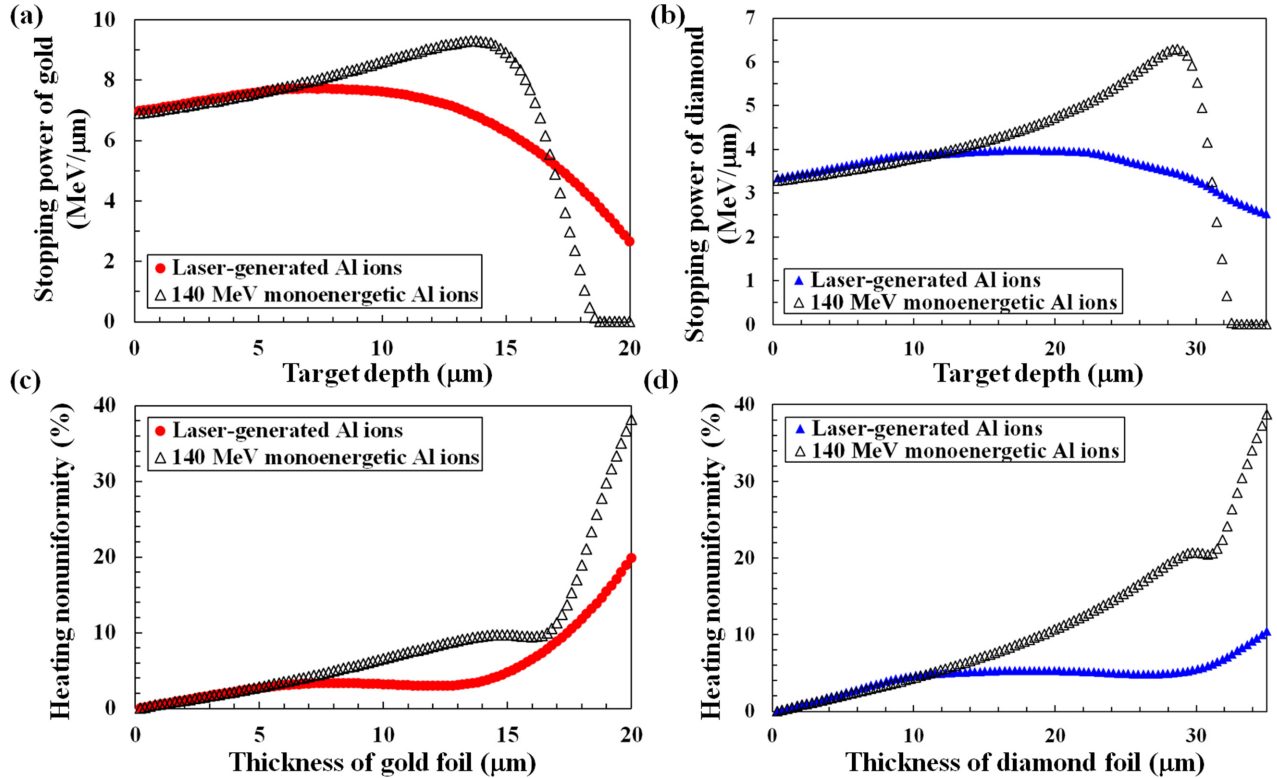 (a)
Stopping power of gold
(MeV/μm)
10
8
6
4
2
0
Laser-generated Al ions
140 MeV monoenergetic Al ions
0
5
10
15
20
Target depth (μm)
(b)
Stopping power of diamond
(MeV/μm)
7
6
5
4
3
2
1
0
Laser-generated Al ions
140 MeV monoenergetic Al ions
0
10
20
30
Target depth (μm)
(c)
Heating nonuniformity (%)
40
30
20
10
0
Laser-generated Al ions
140 MeV monoenergetic Al ions
0
5
10
15
20
Thickness of gold foil (μm)
(d)
Heating nonuniformity (%)
40
30
20
10
0
Laser-generated Al ions
140 MeV monoenergetic Al ions
0
10
20
30
Thickness of diamond foil (μm)